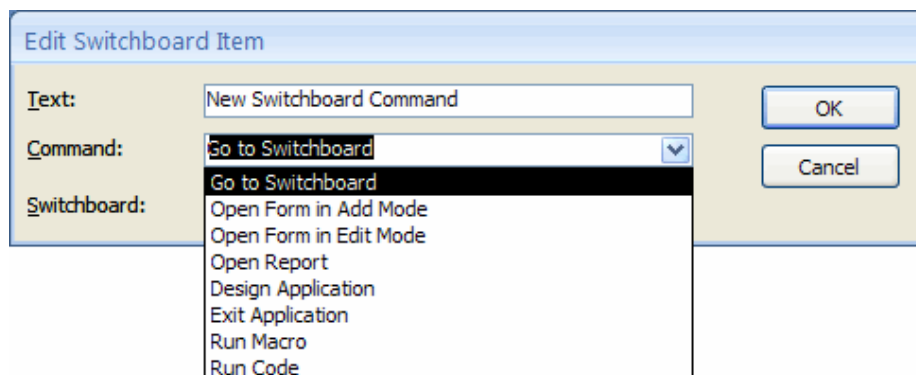 Edit Switchboard Item
Text: New Switchboard Command OK
Command: Go to Switchboard Cancel
Go to Switchboard
Switchboard: Open Form in Add Mode
Open Form in Edit Mode
Open Report
Design Application
Exit Application
Run Macro
Run Code